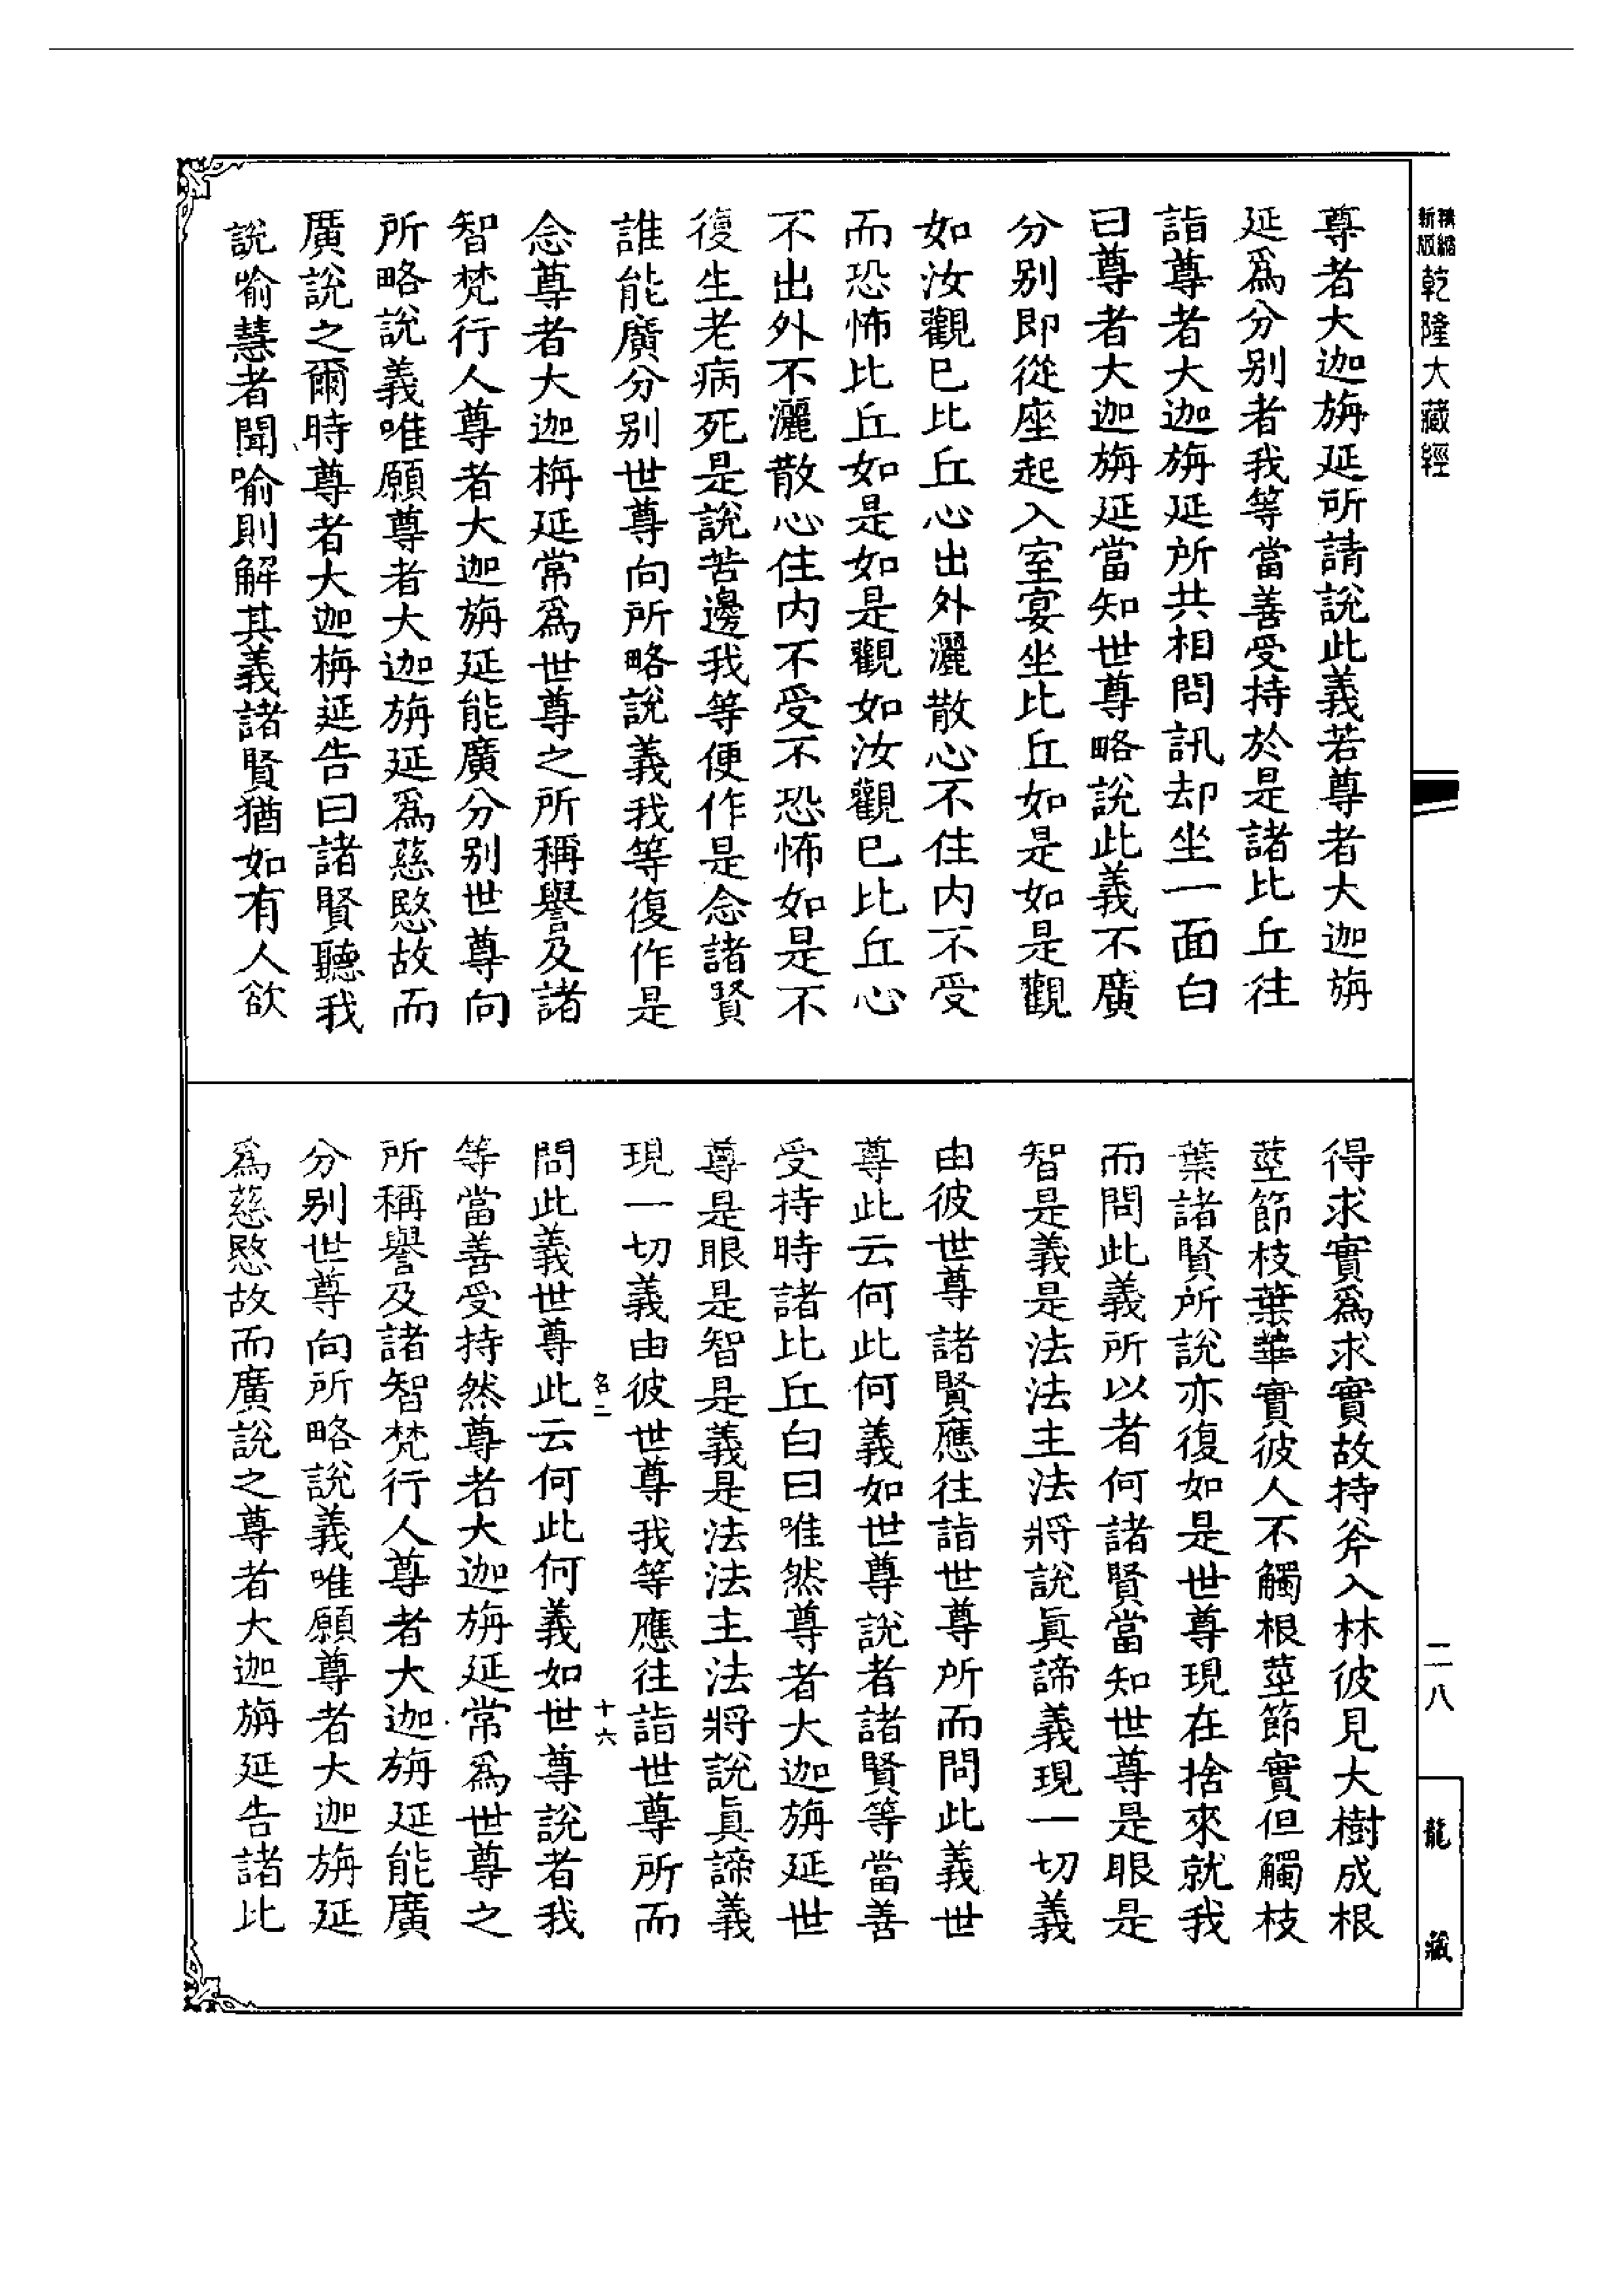 精縮新版 乾隆大藏經
尊者大迦旃延所請說此義若尊者大迦旃
延爲分別者我等當善受持於是諸比丘往
詣尊者大迦旃延所共相問訊却坐一面白
曰尊者大迦旃延當知世尊略說此義不廣
分別即從座起入室宴坐比丘如是如是觀
如汝觀已比丘心出外灑散心不住內不受
而恐怖比丘如是如是觀如汝觀已比丘心
不出外不灑散心住內不受不恐怖如是不
復生老病死是說苦邊我等便作是念諸賢
誰能廣分別世尊向所略說義我等復作是
念尊者大迦栴延常爲世尊之所稱譽及諸
智梵行人尊者大迦旃延能廣分別世尊向
所略說義唯願尊者大迦旃延爲慈愍故而
廣說之爾時尊者大迦栴延告曰諸賢聽我
說喻慧者聞喻則解其義諸賢猶如有人欲
得求實爲求實故持斧入林彼見大樹成根
莖節枝葉華實彼人不觸根莖節實但觸枝
葉諸賢所說亦復如是世尊現在捨來就我
而問此義所以者何諸賢當知世尊是眼是
智是義是法法主法將說眞諦義現一切義
由彼世尊諸賢應往詣世尊所而問此義世
尊此云何此何義如世尊說者諸賢等當善
受持時諸比丘白曰唯然尊者大迦旃延世
尊是眼是智是義是法法主法將說眞諦義
現一切義由彼世尊我等應往詣世尊所而
名二 十六
問此義世尊此云何此何義如世尊說者我
等當善受持然尊者大迦旃延常爲世尊之
所稱譽及諸智梵行人尊者大迦旃延能廣
分別世尊向所略說義唯願尊者大迦旃延
爲慈愍故而廣說之尊者大迦旃延告諸比
二八
龍藏